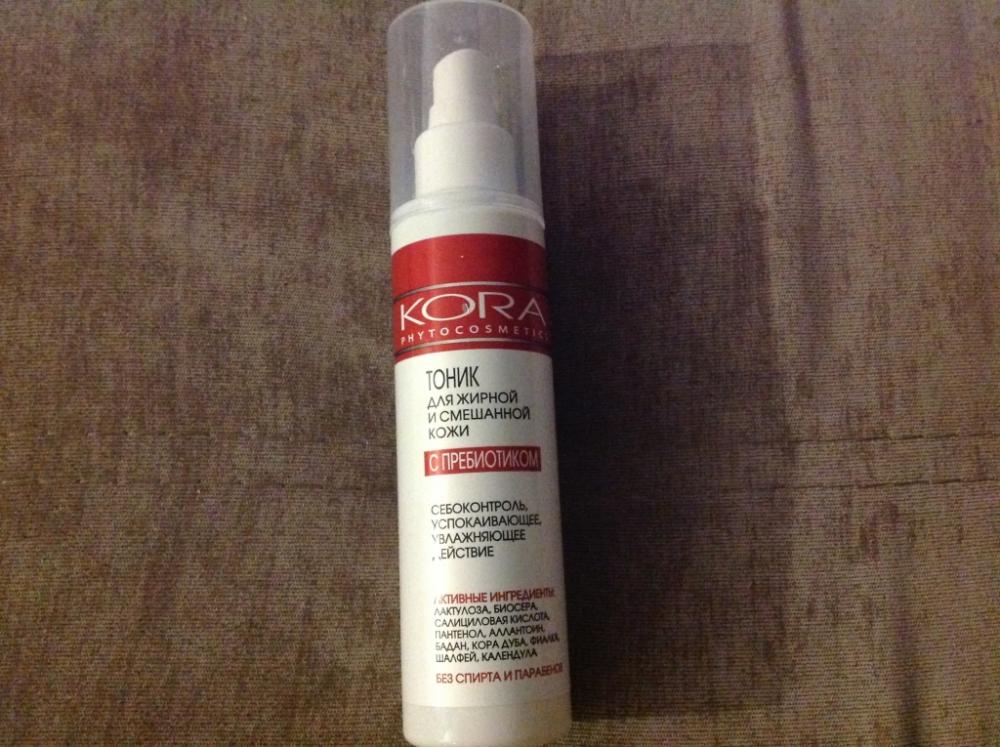 KORA
PHYTOCOSMETICS
ТОНИК
ДЛЯ ЖИРНОЙ
И СМЕШАННОЙ
КОЖИ
С ПРЕБИОТИКОМ
СЕБОКОНТРОЛЬ,
УСПОКАИВАЮЩЕЕ,
УВЛАЖНЯЮЩЕЕ
ДЕЙСТВИЕ
АКТИВНЫЕ ИНГРЕДИЕНТЫ:
ЛАКТУЛОЗА, БИОСЕРА,
САЛИЦИЛОВАЯ КИСЛОТА,
ПАНТЕНОЛ, АЛЛАНТОИН,
БАДАН, КОРА ДУБА, ФИАЛКА,
ШАЛФЕЙ, КАЛЕНДУЛА
БЕЗ СПИРТА И ПАРАБЕНОВ